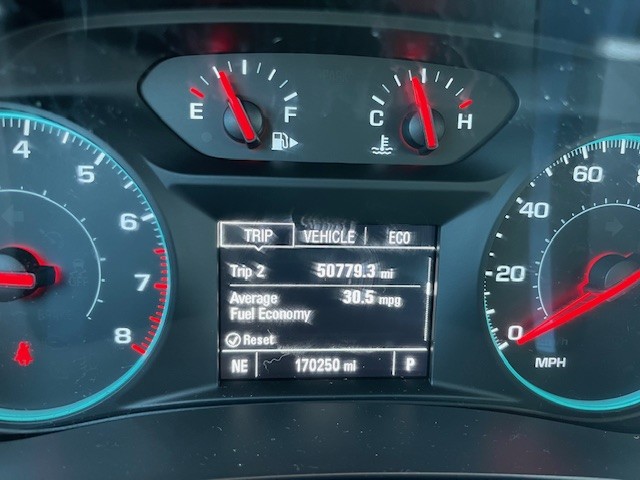 E F
C H
4
5
6
7
8
TRIP VEHICLE ECO
Trip 2 50779.3 mi
Average 30.5 mpg
Fuel Economy
Reset
NE 170250 mi P
60
40
20
0
MPH